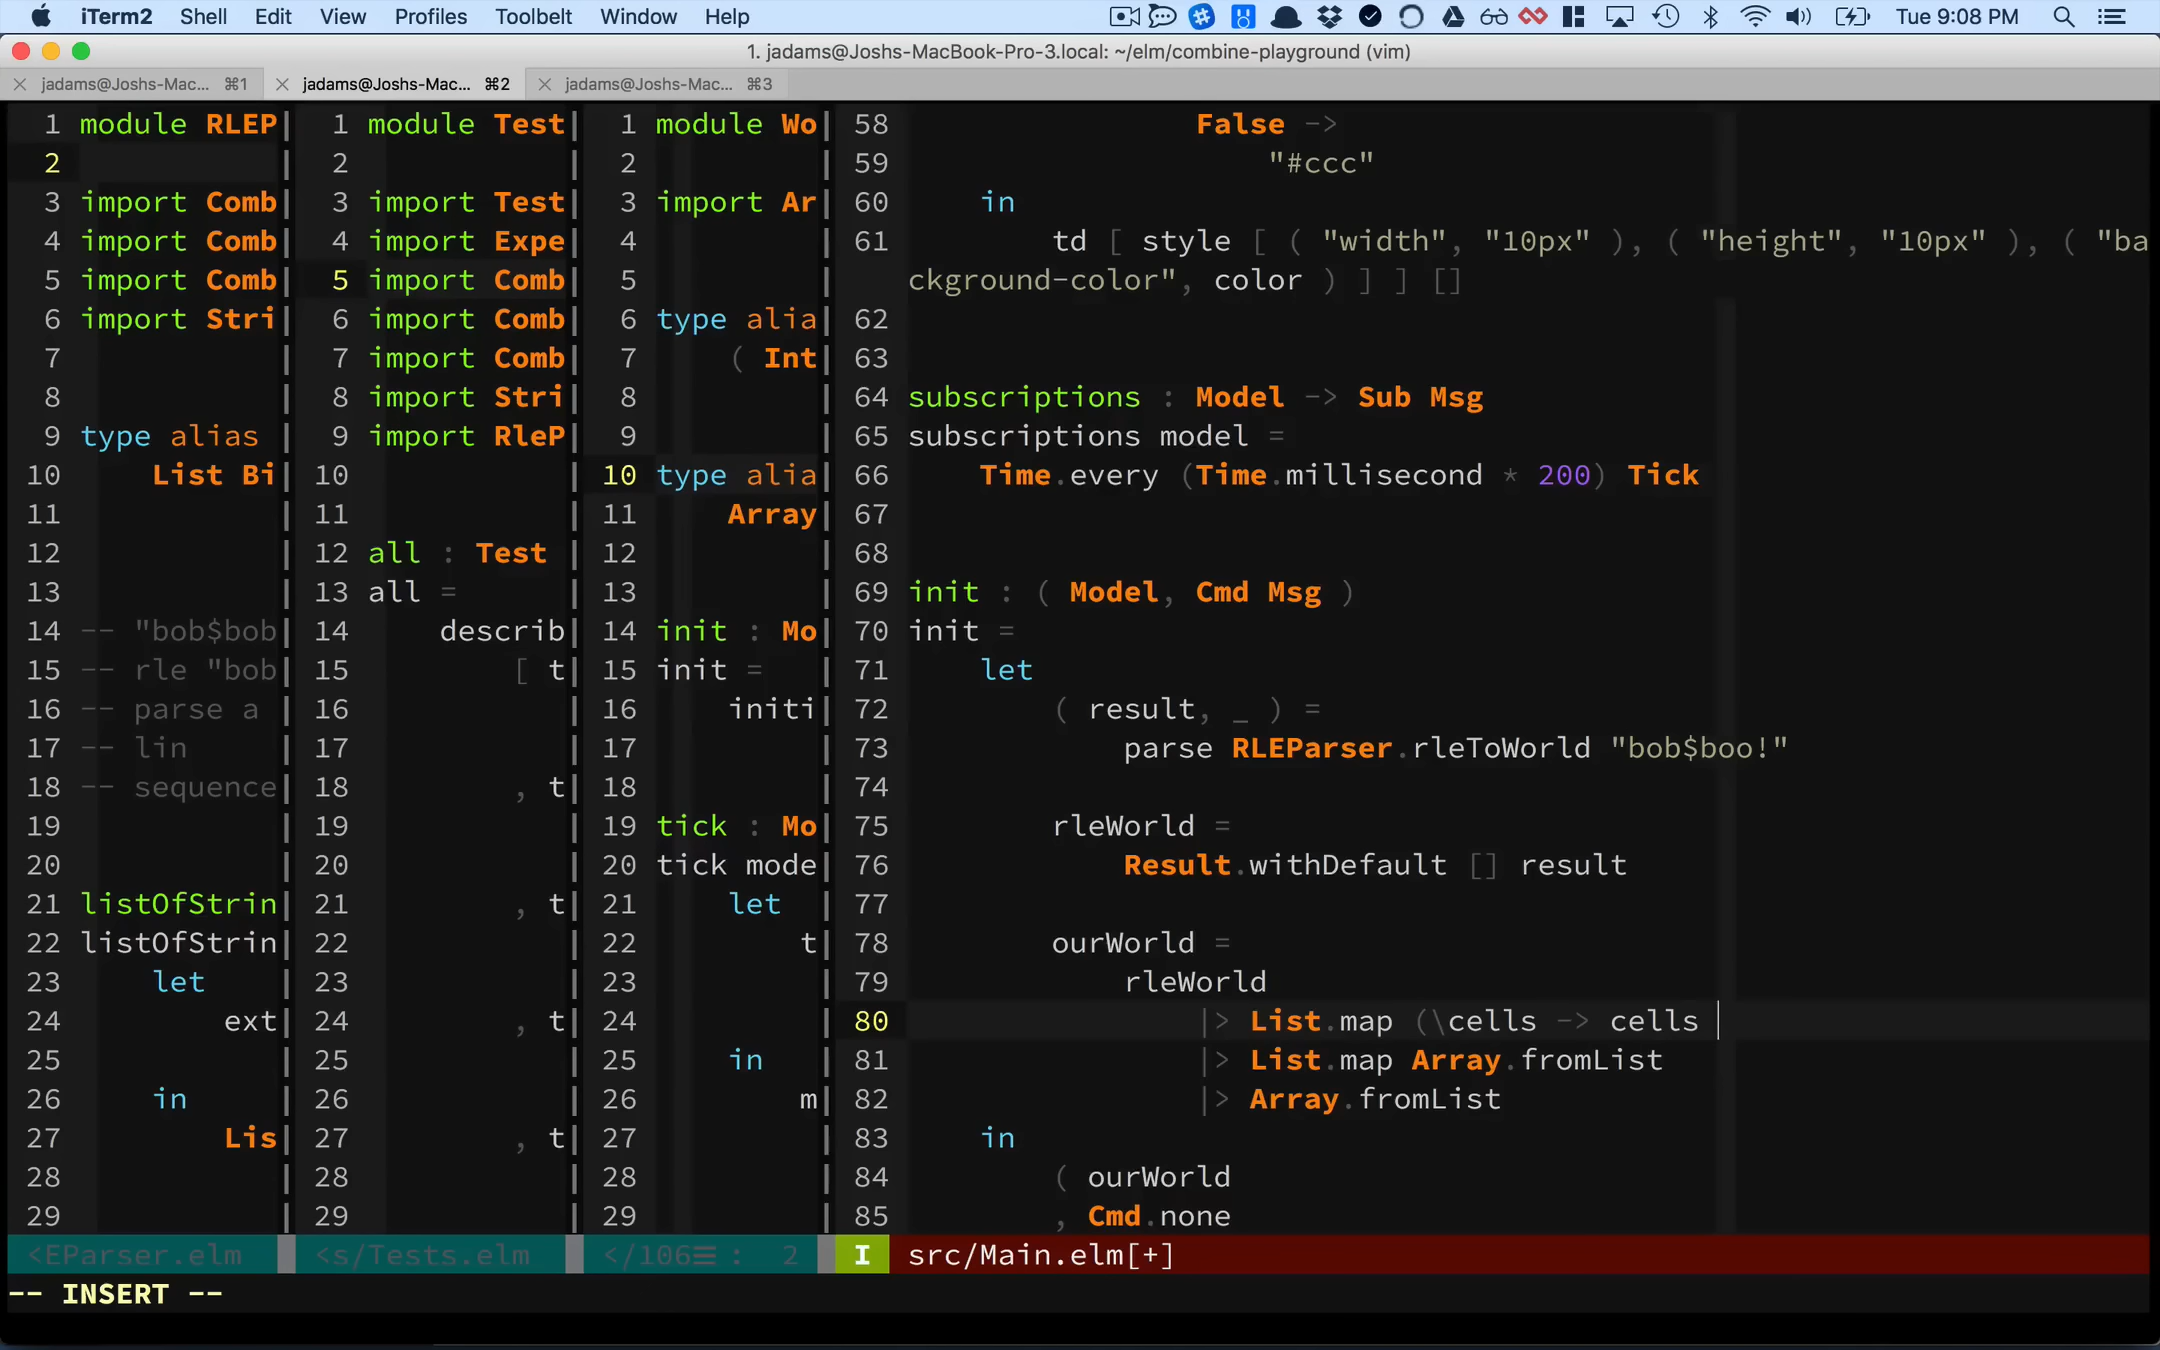 iTerm2 Shell Edit View Profiles Toolbelt Window Help Tue 9:08 PM
1. jadams@Joshs-MacBook-Pro-3.local: ~/elm/combine-playground (vim)
jadams@Joshs-Mac... ⌘1 jadams@Joshs-Mac... ⌘2 jadams@Joshs-Mac... ⌘3
1 module RLEP
2
3 import Comb
4 import Comb
5 import Comb
6 import Stri
7
8
9 type alias
10 List Bi
11
12
13
14 -- "bob$bob
15 -- rle "bob
16 -- parse a
17 -- lin
18 -- sequence
19
20
21 listOfStrin
22 listOfStrin
23 let
24 ext
25
26 in
27 Lis
28
29
<EParser.elm
1 module Test
2
3 import Test
4 import Expe
5 import Comb
6 import Comb
7 import Comb
8 import Stri
9 import RleP
10
11
12 all : Test
13 all =
14 describ
15 [ t
16
17
18 , t
19
20
21 , t
22
23
24 , t
25
26
27 , t
28
29
<s/Tests.elm
1 module Wo
2
3 import Ar
4
5
6 type alia
7 ( Int
8
9
10 type alia
11 Array
12
13
14 init : Mo
15 init =
16 initi
17
18
19 tick : Mo
20 tick mode
21 let
22 t
23
24
25 in
26 m
27
28
29
</106☰ : 2
58 False ->
59 "#ccc"
60 in
61 td [ style [ ( "width", "10px" ), ( "height", "10px" ), ( "ba
ckground-color", color ) ] ] []
62
63
64 subscriptions : Model -> Sub Msg
65 subscriptions model =
66 Time.every (Time.millisecond * 200) Tick
67
68
69 init : ( Model, Cmd Msg )
70 init =
71 let
72 ( result, _ ) =
73 parse RLEParser.rleToWorld "bob$boo!"
74
75 rleWorld =
76 Result.withDefault [] result
77
78 ourWorld =
79 rleWorld
80 |> List.map (\cells -> cells
81 |> List.map Array.fromList
82 |> Array.fromList
83 in
84 ( ourWorld
85 , Cmd.none
I src/Main.elm[+]
-- INSERT --